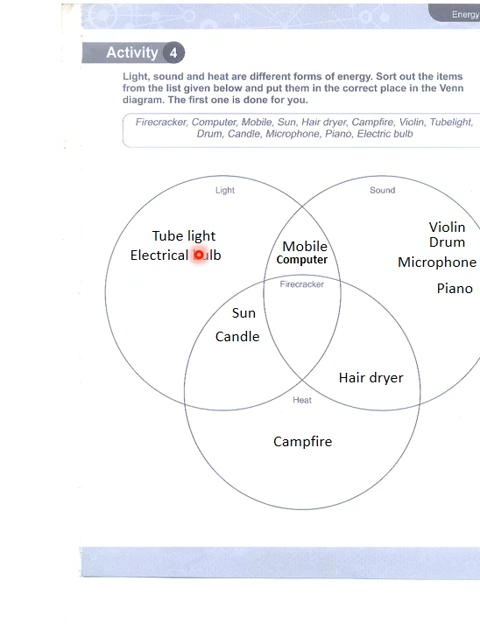 Energy
Activity 4
Light, sound and heat are different forms of energy. Sort out the items
from the list given below and put them in the correct place in the Venn
diagram. The first one is done for you.
Firecracker, Computer, Mobile, Sun, Hair dryer, Campfire, Violin, Tubelight,
Drum, Candle, Microphone, Piano, Electric bulb
Light
Sound
Tube light
Electrical bulb
Mobile
Computer
Violin
Drum
Microphone
Piano
Firecracker
Sun
Candle
Hair dryer
Heat
Campfire